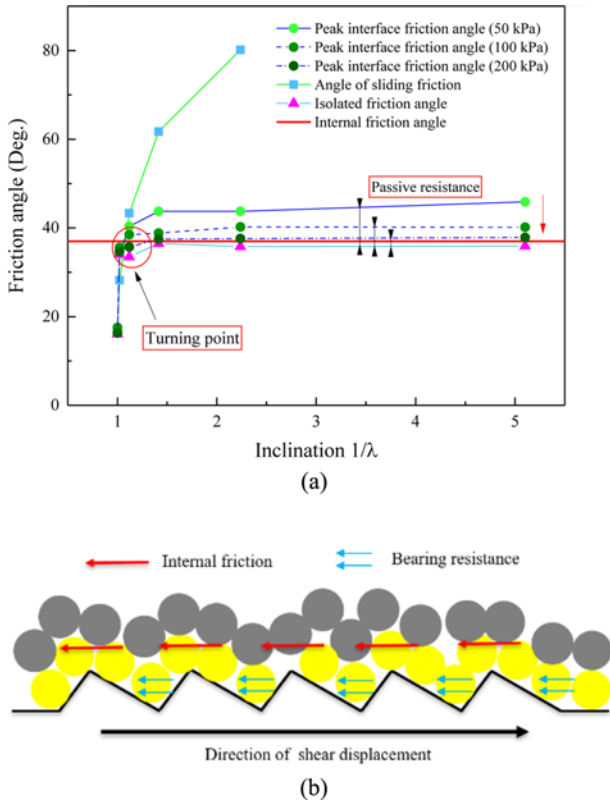 (a)
80
60
40
20
0
Friction angle (Deg.)
Peak interface friction angle (50 kPa)
Peak interface friction angle (100 kPa)
Peak interface friction angle (200 kPa)
Angle of sliding friction
Isolated friction angle
Internal friction angle
Passive resistance
Turning point
1 2 3 4 5
Inclination 1/λ
(a)
Internal friction
Bearing resistance
Direction of shear displacement
(b)